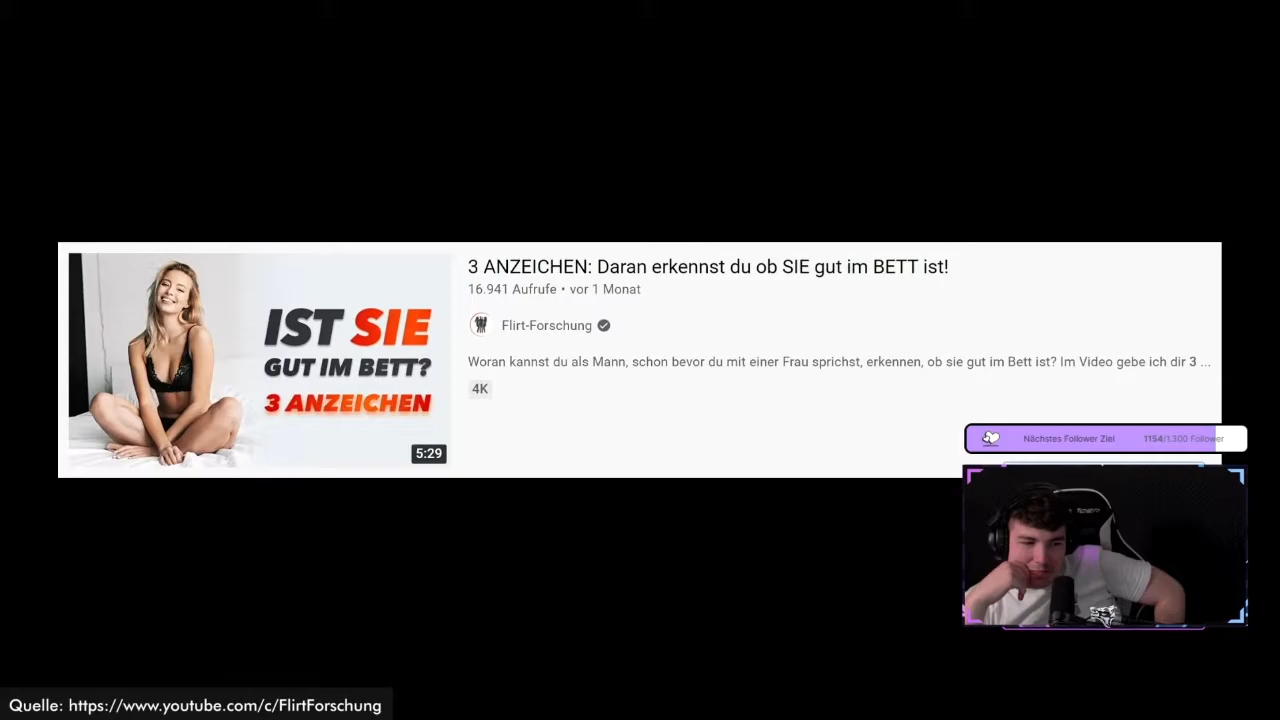 3 ANZEICHEN: Daran erkennst du ob SIE gut im BETT ist!
16.941 Aufrufe • vor 1 Monat
Flirt-Forschung
Woran kannst du als Mann, schon bevor du mit einer Frau sprichst, erkennen, ob sie gut im Bett ist? Im Video gebe ich dir 3 ...
4K
IST SIE
GUT IM BETT?
3 ANZEICHEN
5:29
Nächstes Follower Ziel 1154/1.300 Follower
Quelle: https://www.youtube.com/c/FlirtForschung